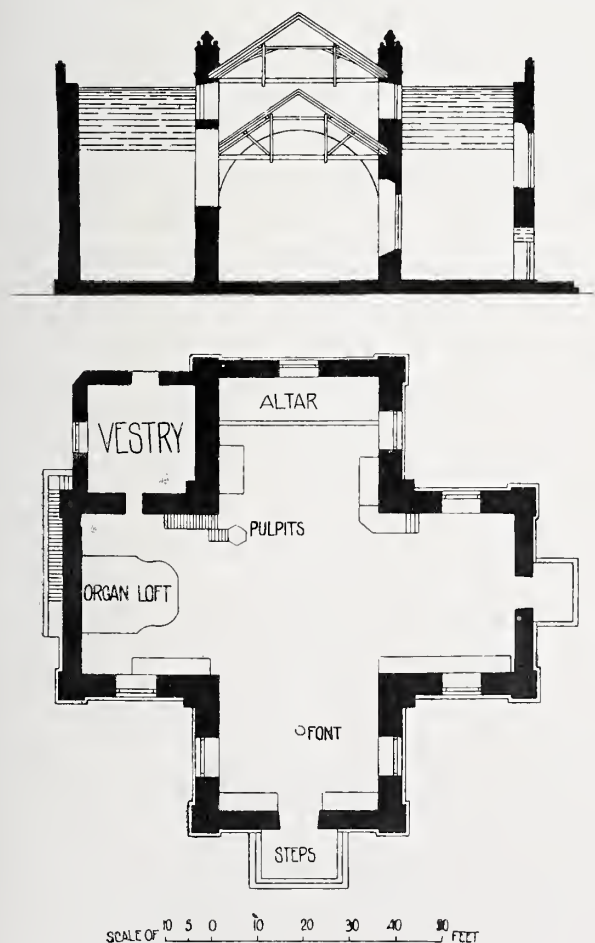 ALTAR
VESTRY
PULPITS
ORGAN LOFT
FONT
STEPS
SCALE OF 10 5 0 10 20 30 40 50 FEET